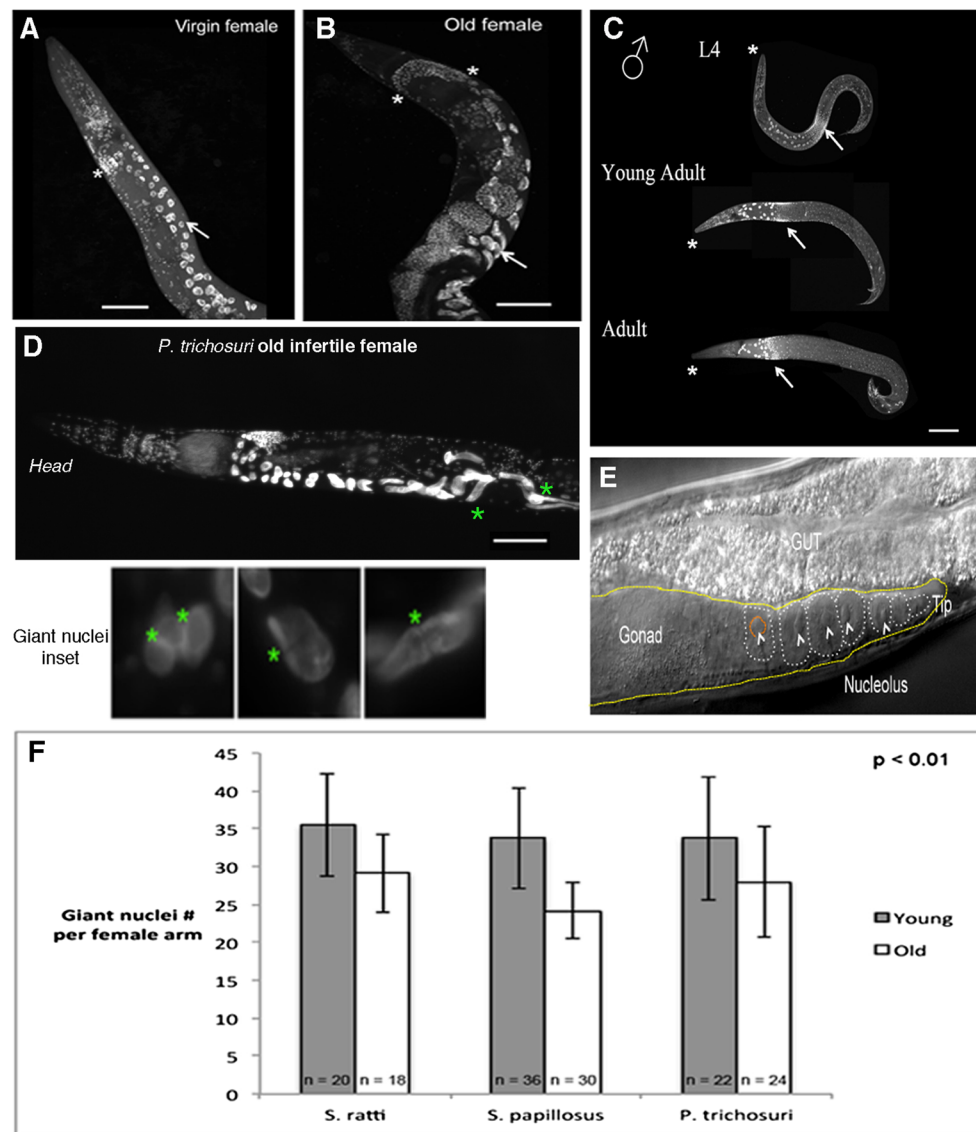 A
Virgin female
*
B
Old female
*
*
C
♂
L4
*
Young Adult
*
Adult
*
D
P. trichosuri old infertile female
Head
*
*
Giant nuclei
inset
*
*
*
*
E
GUT
Gonad
Tip
Nucleolus
F
p < 0.01
45
40
35
30
25
20
15
10
5
0
Giant nuclei #
per female arm
Young
Old
n = 20
n = 18
n = 36
n = 30
n = 22
n = 24
S. ratti
S. papillosus
P. trichosuri